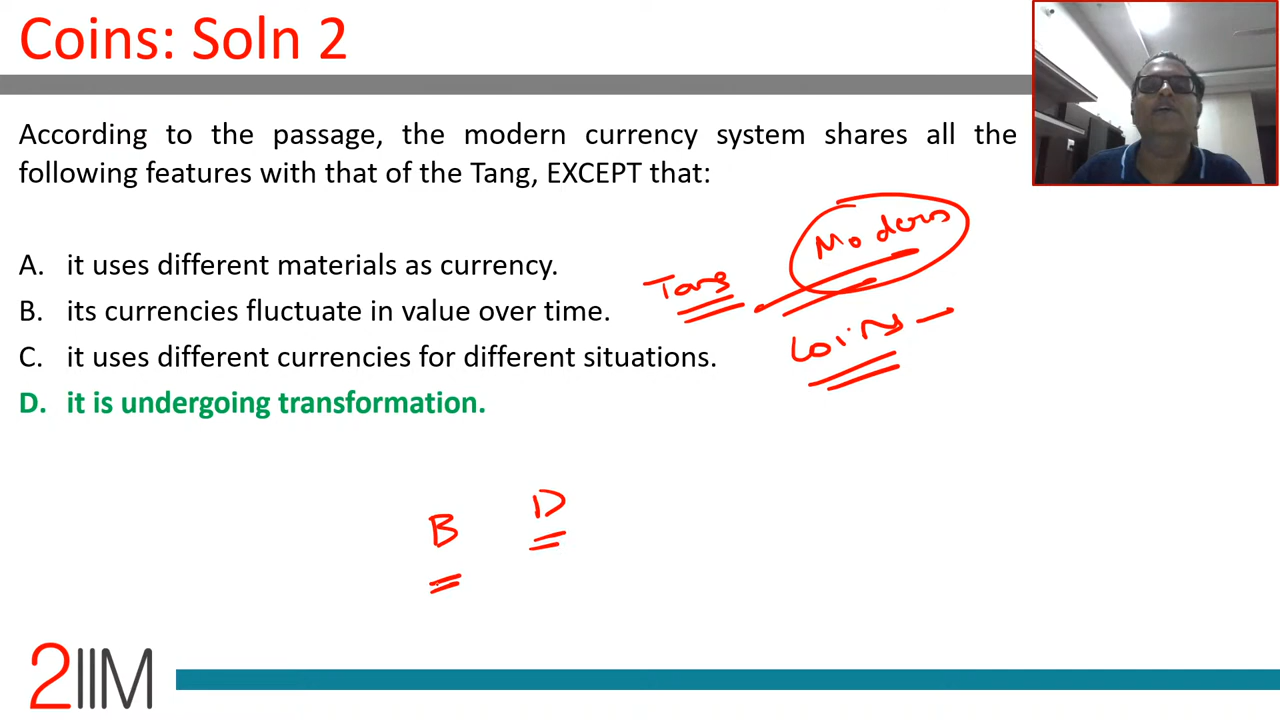 Coins: Soln 2
According to the passage, the modern currency system shares all the
following features with that of the Tang, EXCEPT that:
Modern
Tang
A. it uses different materials as currency.
B. its currencies fluctuate in value over time.
Coins -
C. it uses different currencies for different situations.
D. it is undergoing transformation.
B D
2IIM